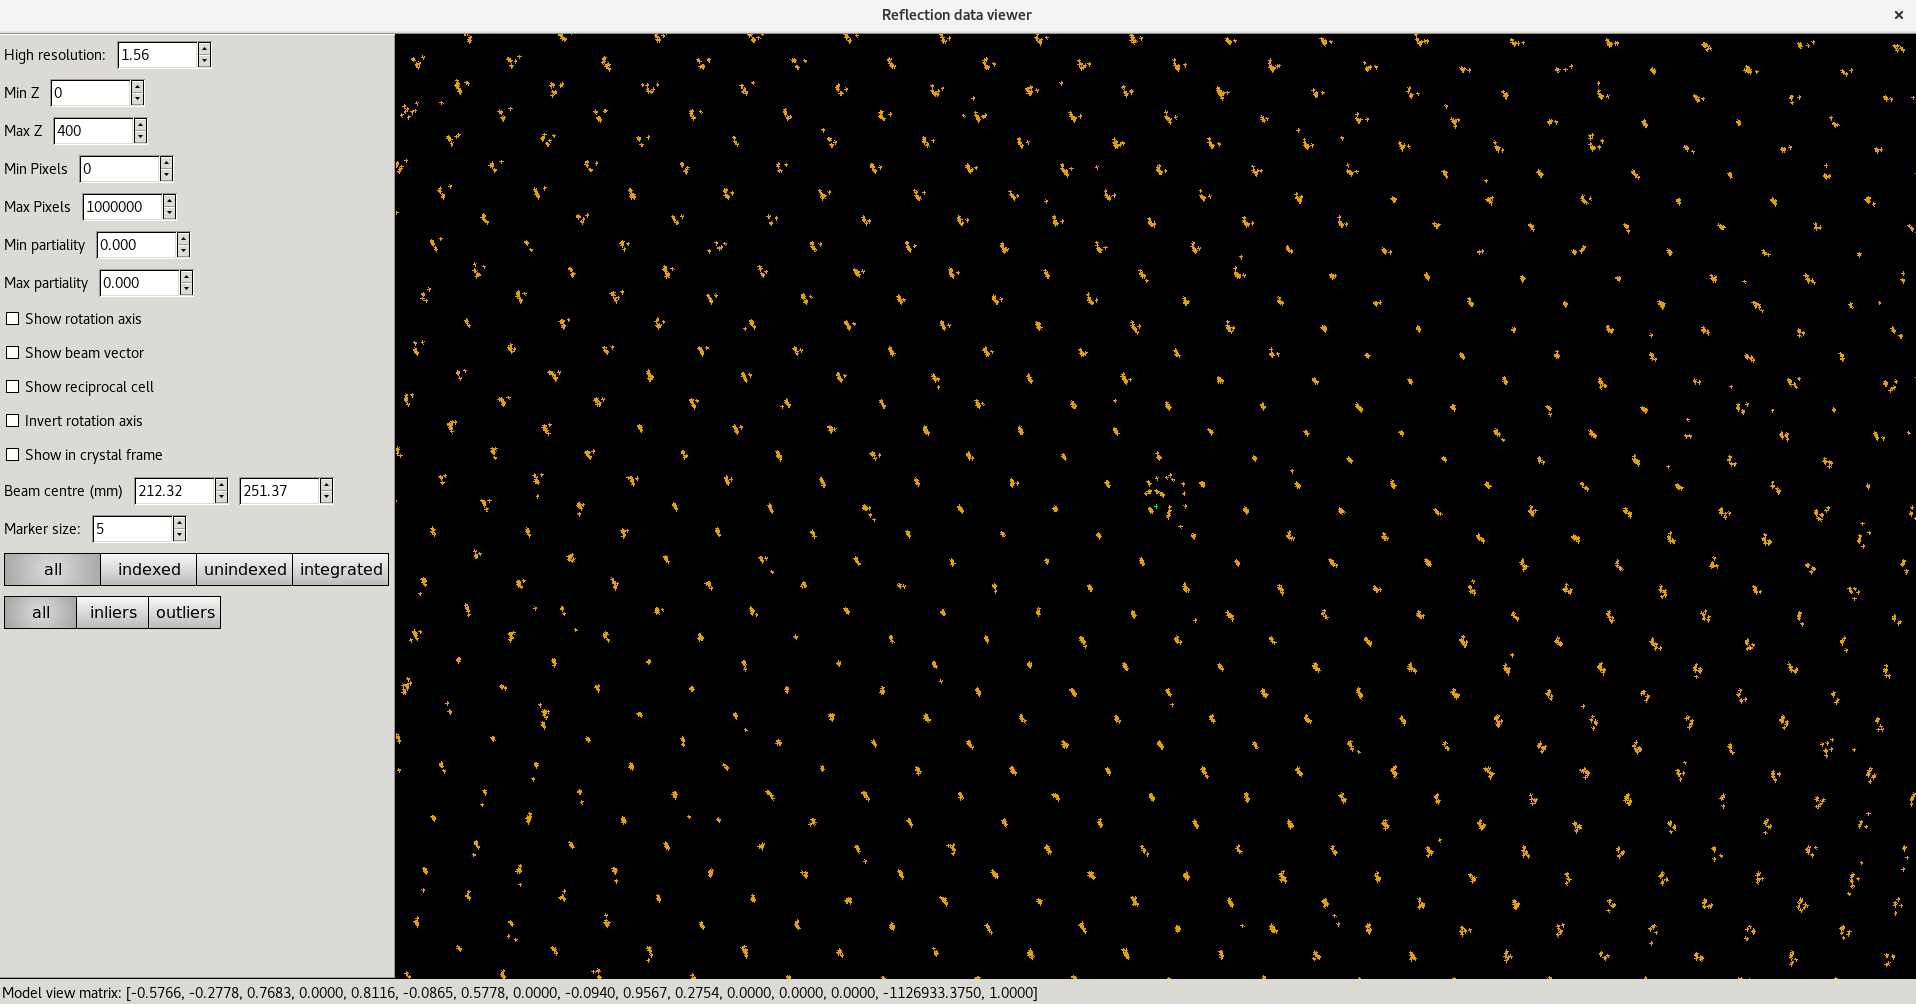 Reflection data viewer ×
High resolution: 1.56
Min Z 0
Max Z 400
Min Pixels 0
Max Pixels 1000000
Min partiality 0.000
Max partiality 0.000
Show rotation axis
Show beam vector
Show reciprocal cell
Invert rotation axis
Show in crystal frame
Beam centre (mm) 212.32 251.37
Marker size: 5
all indexed unindexed integrated
all inliers outliers
Model view matrix: [-0.5766, -0.2778, 0.7683, 0.0000, 0.8116, -0.0865, 0.5778, 0.0000, -0.0940, 0.9567, 0.2754, 0.0000, 0.0000, 0.0000, -1126933.3750, 1.0000]